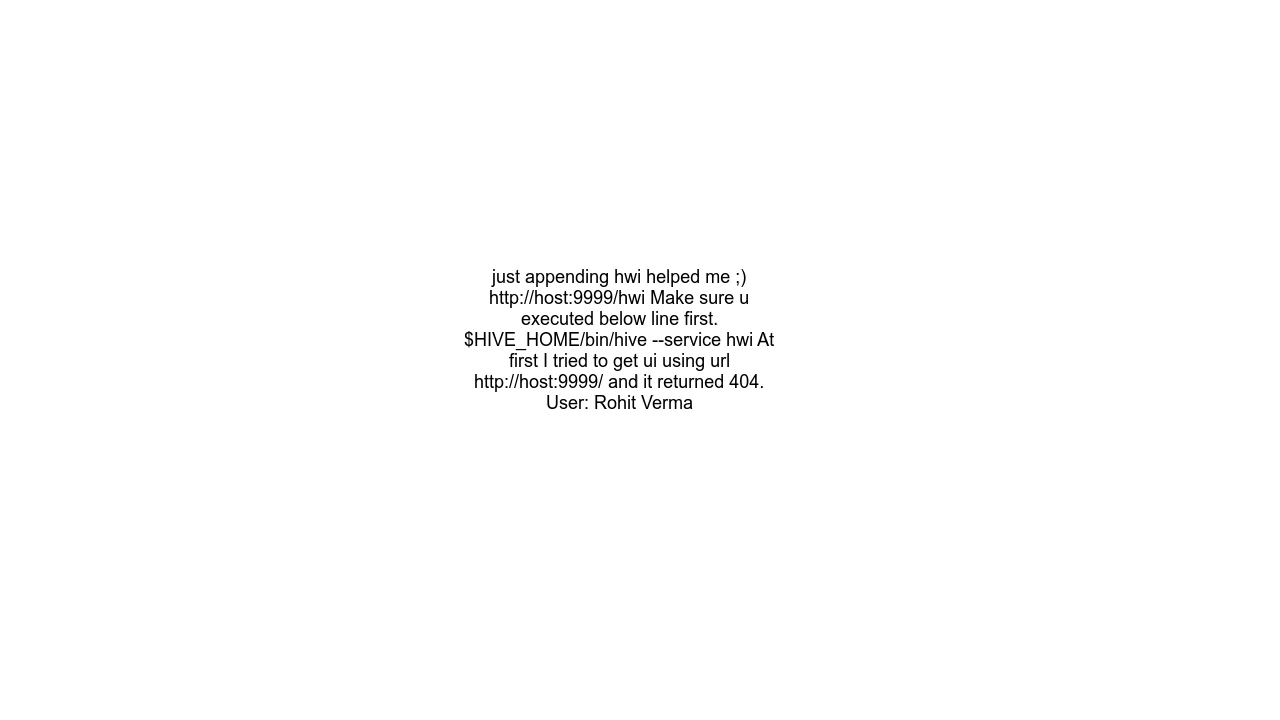 just appending hwi helped me ;)
http://host:9999/hwi Make sure u
executed below line first.
$HIVE_HOME/bin/hive --service hwi At
first I tried to get ui using url
http://host:9999/ and it returned 404.
User: Rohit Verma